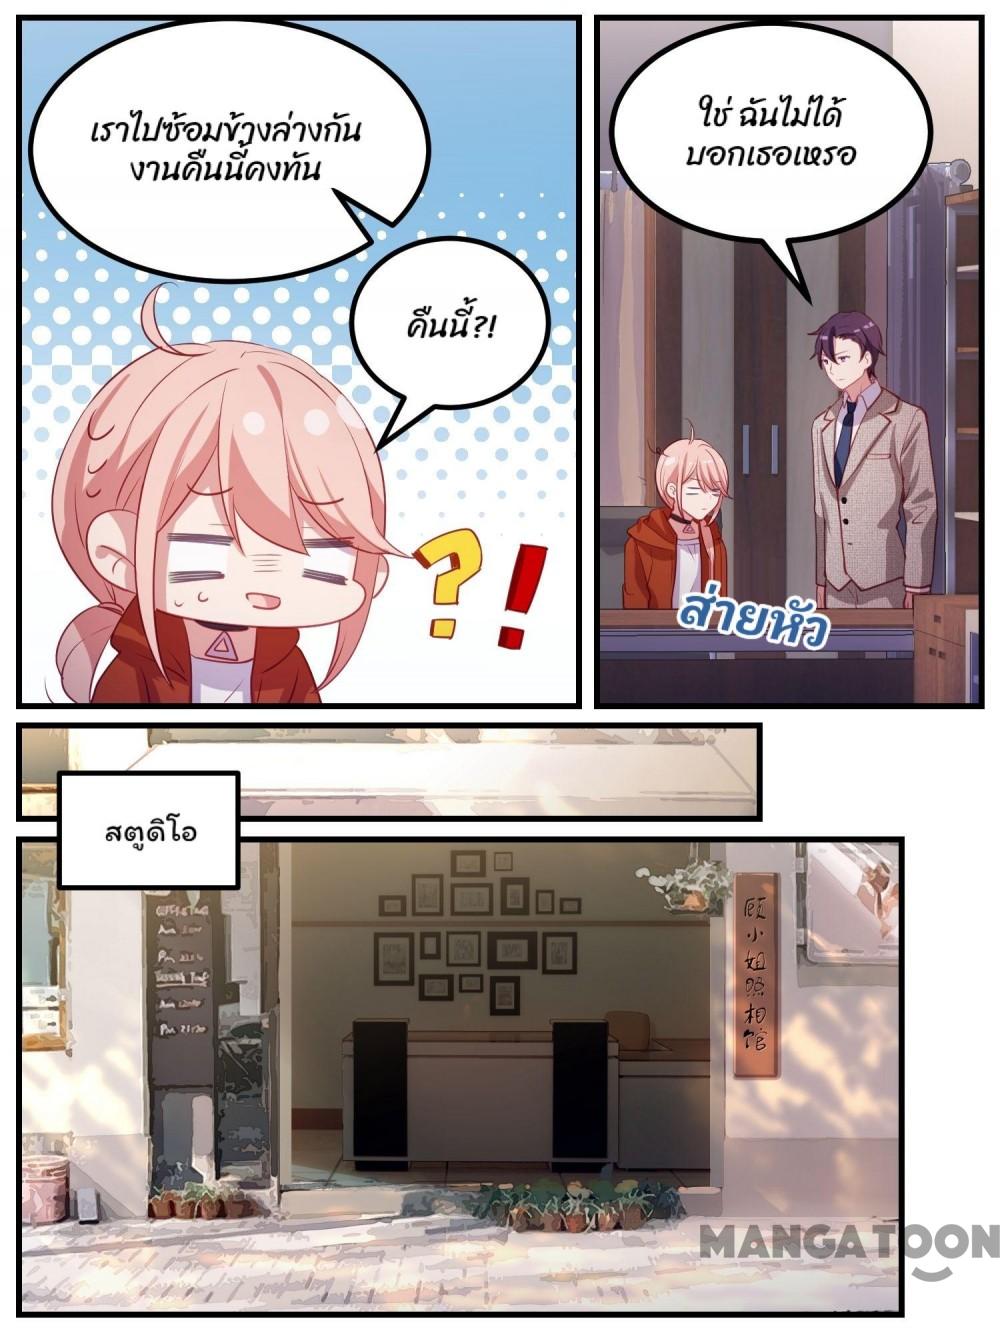 เราไปซ้อมข้างล่างกัน
งานคืนนี้คงทัน
คืนนี้?!
?!
ใช่ ฉันไม่ได้
บอกเธอเหรอ
ส่ายหัว
สตูดิโอ
顾小姐照相馆
MANGATOON